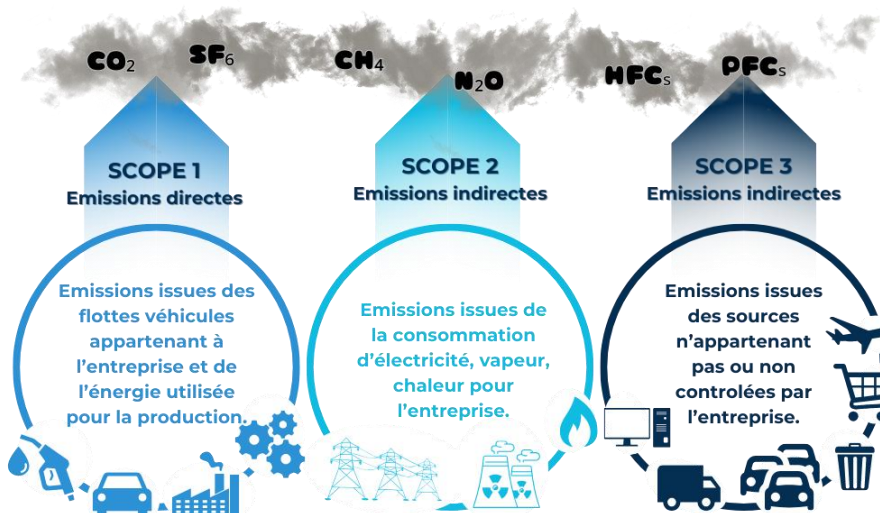 CO₂
SF₆
CH₄
N₂O
HFCs
PFCs
SCOPE 1
Emissions directes
SCOPE 2
Emissions indirectes
SCOPE 3
Emissions indirectes
Emissions issues des
flottes véhicules
appartenant à
l'entreprise et de
l'énergie utilisée
pour la production.
Emissions issues de
la consommation
d'électricité, vapeur,
chaleur pour
l'entreprise.
Emissions issues
des sources
n'appartenant
pas ou non
controlées par
l'entreprise.